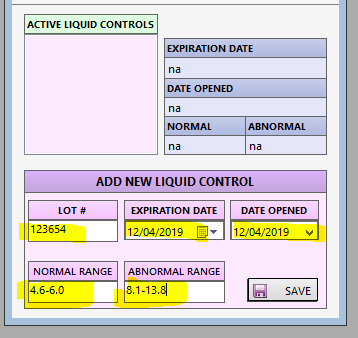 ACTIVE LIQUID CONTROLS
EXPIRATION DATE
na
DATE OPENED
na
NORMAL ABNORMAL
na na
ADD NEW LIQUID CONTROL
LOT # EXPIRATION DATE DATE OPENED
123654 12/04/2019 12/04/2019
NORMAL RANGE ABNORMAL RANGE
4.6-6.0 8.1-13.8 SAVE